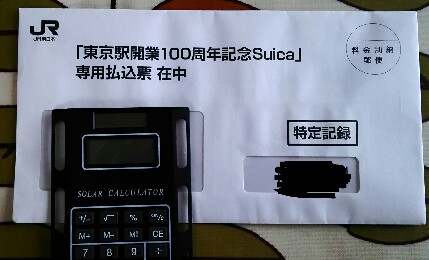 JR
JR東日本
「東京駅開業100周年記念Suica」
専用払込票 在中
料金別納
郵便
特定記録
SOLAR CALCULATOR
+/- √ % 
M+ M- CE
7 8 9 ÷